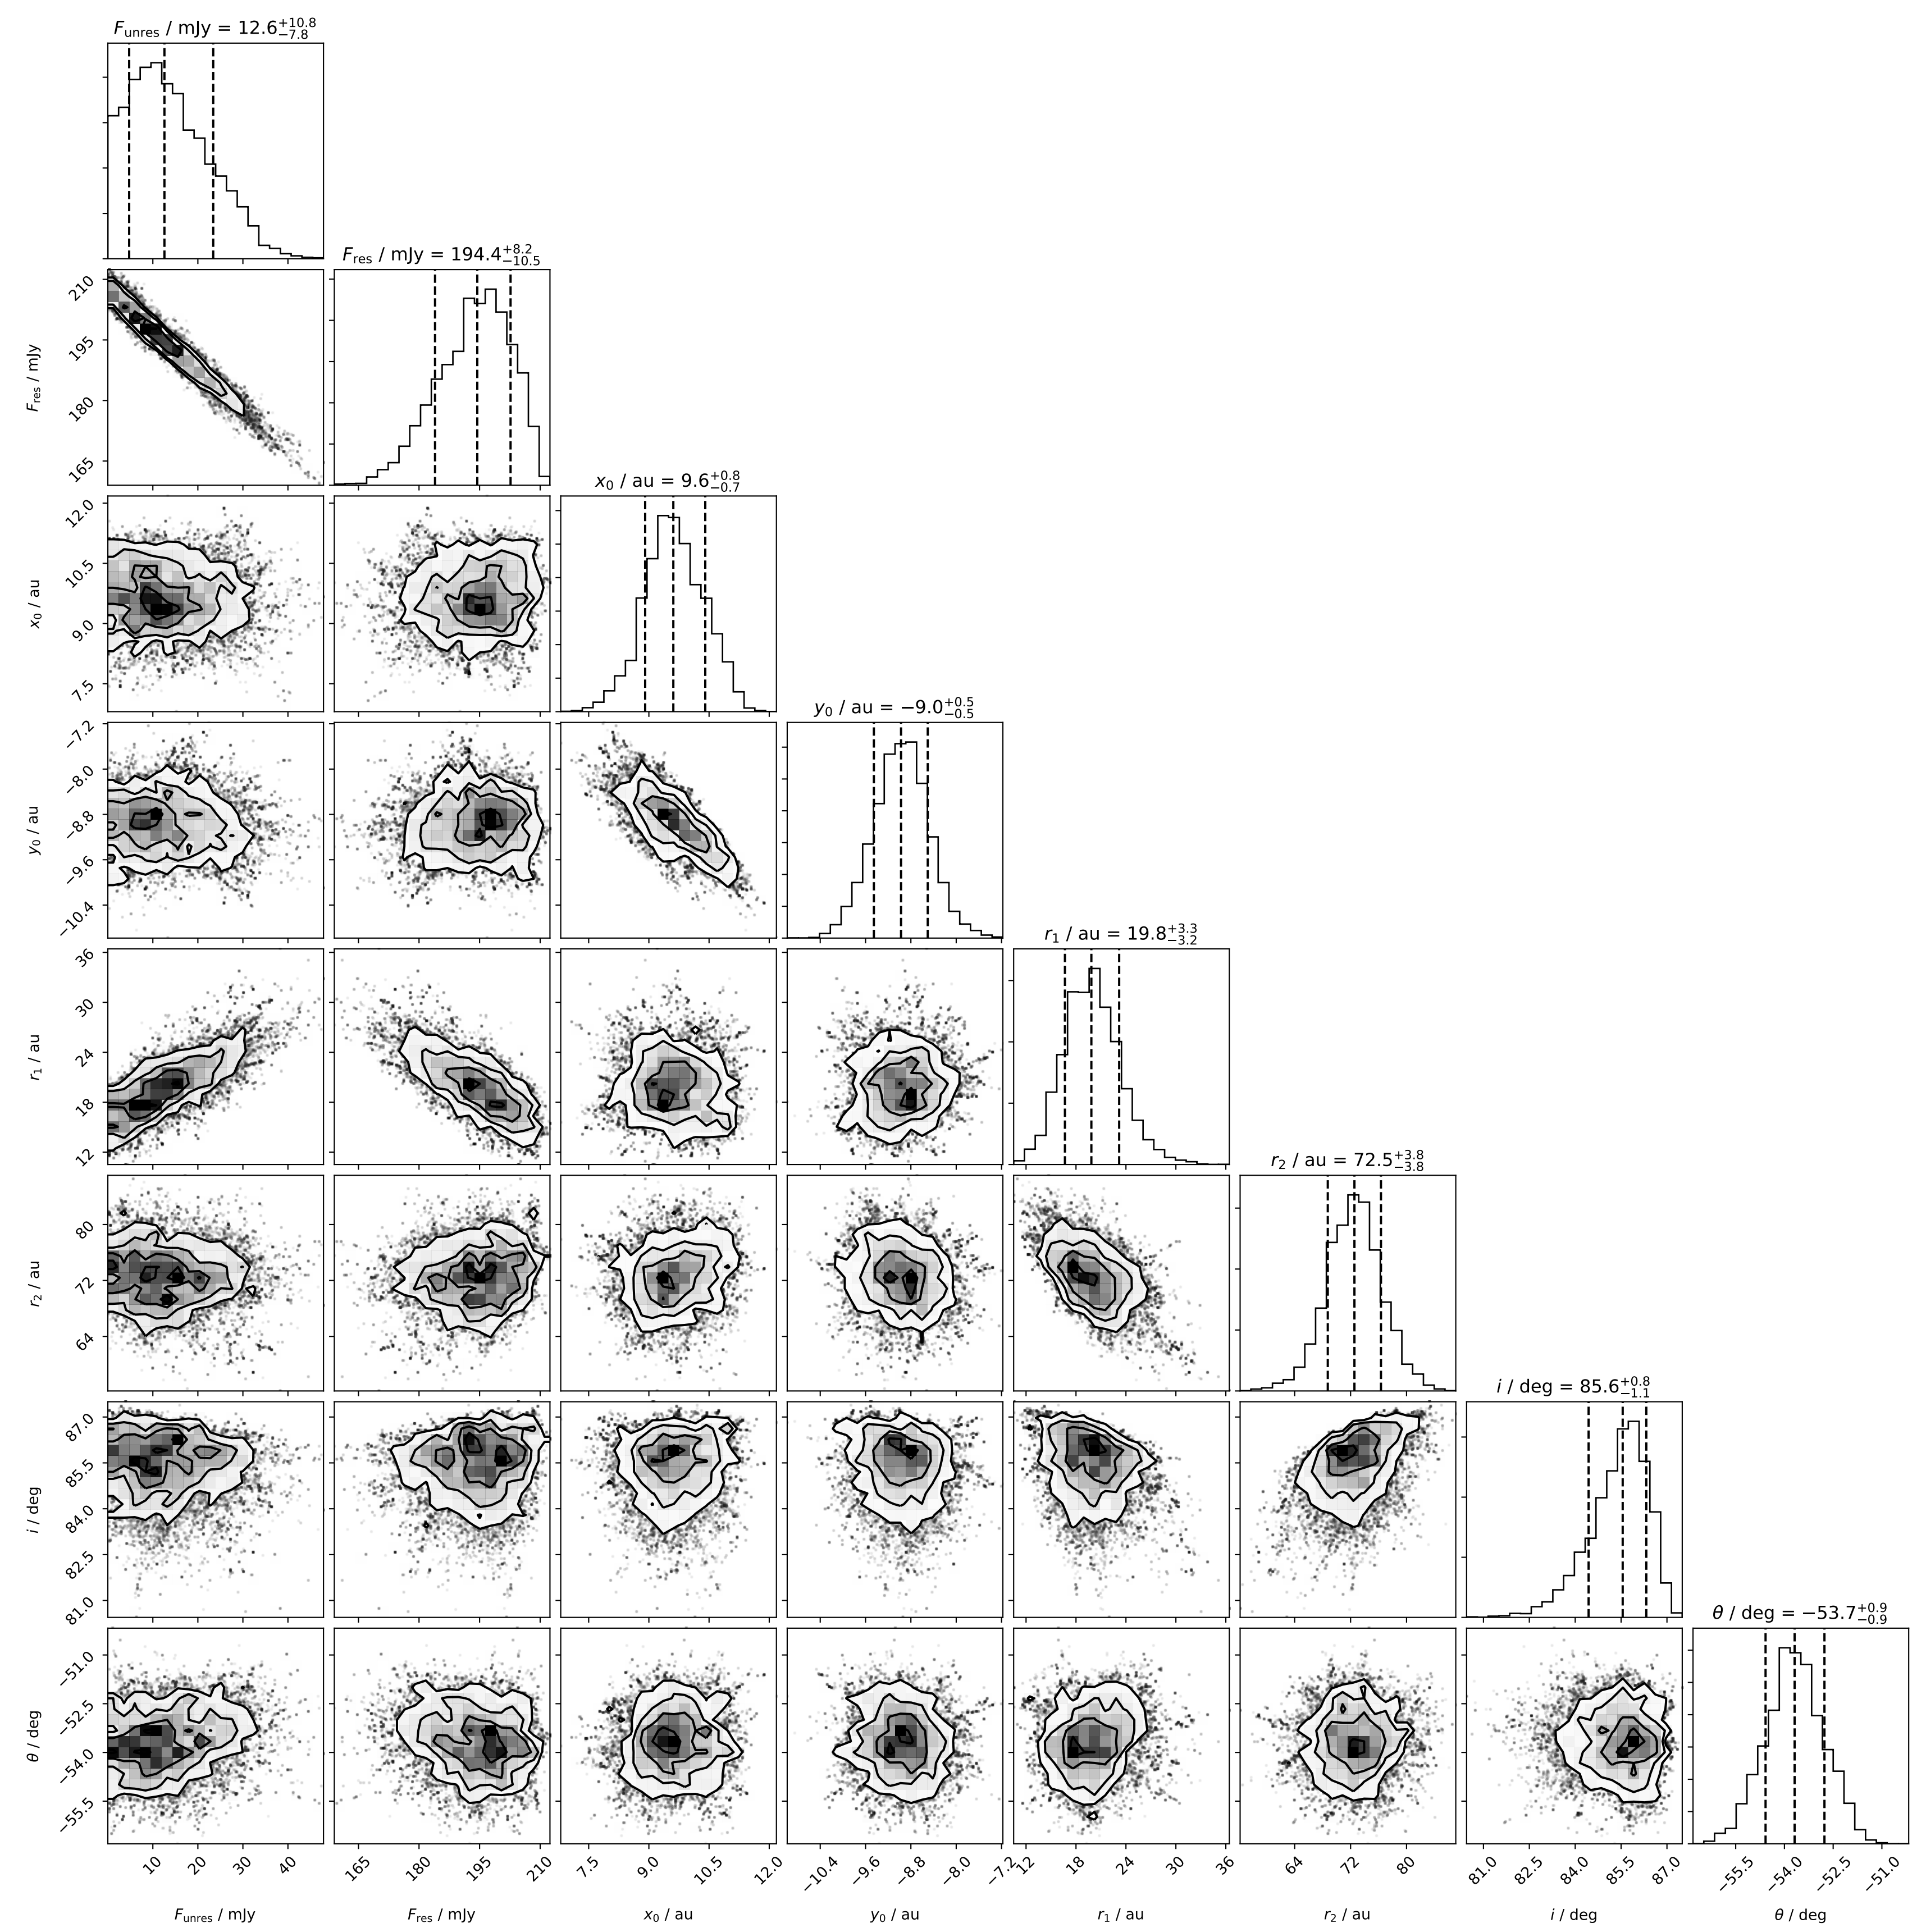 F_unres / mJy = 12.6 +10.8 −7.8
F_res / mJy = 194.4 +8.2 −10.5
210
195
180
165
F_res / mJy
x_0 / au = 9.6 +0.8 −0.7
12.0
10.5
9.0
7.5
x_0 / au
y_0 / au = −9.0 +0.5 −0.5
−7.2
−8.0
−8.8
−9.6
−10.4
y_0 / au
r_1 / au = 19.8 +3.3 −3.2
36
30
24
18
12
r_1 / au
r_2 / au = 72.5 +3.8 −3.8
80
72
64
r_2 / au
i / deg = 85.6 +0.8 −1.1
87.0
85.5
84.0
82.5
81.0
i / deg
θ / deg = −53.7 +0.9 −0.9
−51.0
−52.5
−54.0
−55.5
θ / deg
10 20 30 40 165 180 195 210 7.5 9.0 10.5 12.0 −10.4 −9.6 −8.8 −8.0 −7.2 12 18 24 30 36 64 72 80 81.0 82.5 84.0 85.5 87.0 −55.5 −54.0 −52.5 −51.0
F_unres / mJy F_res / mJy x_0 / au y_0 / au r_1 / au r_2 / au i / deg θ / deg